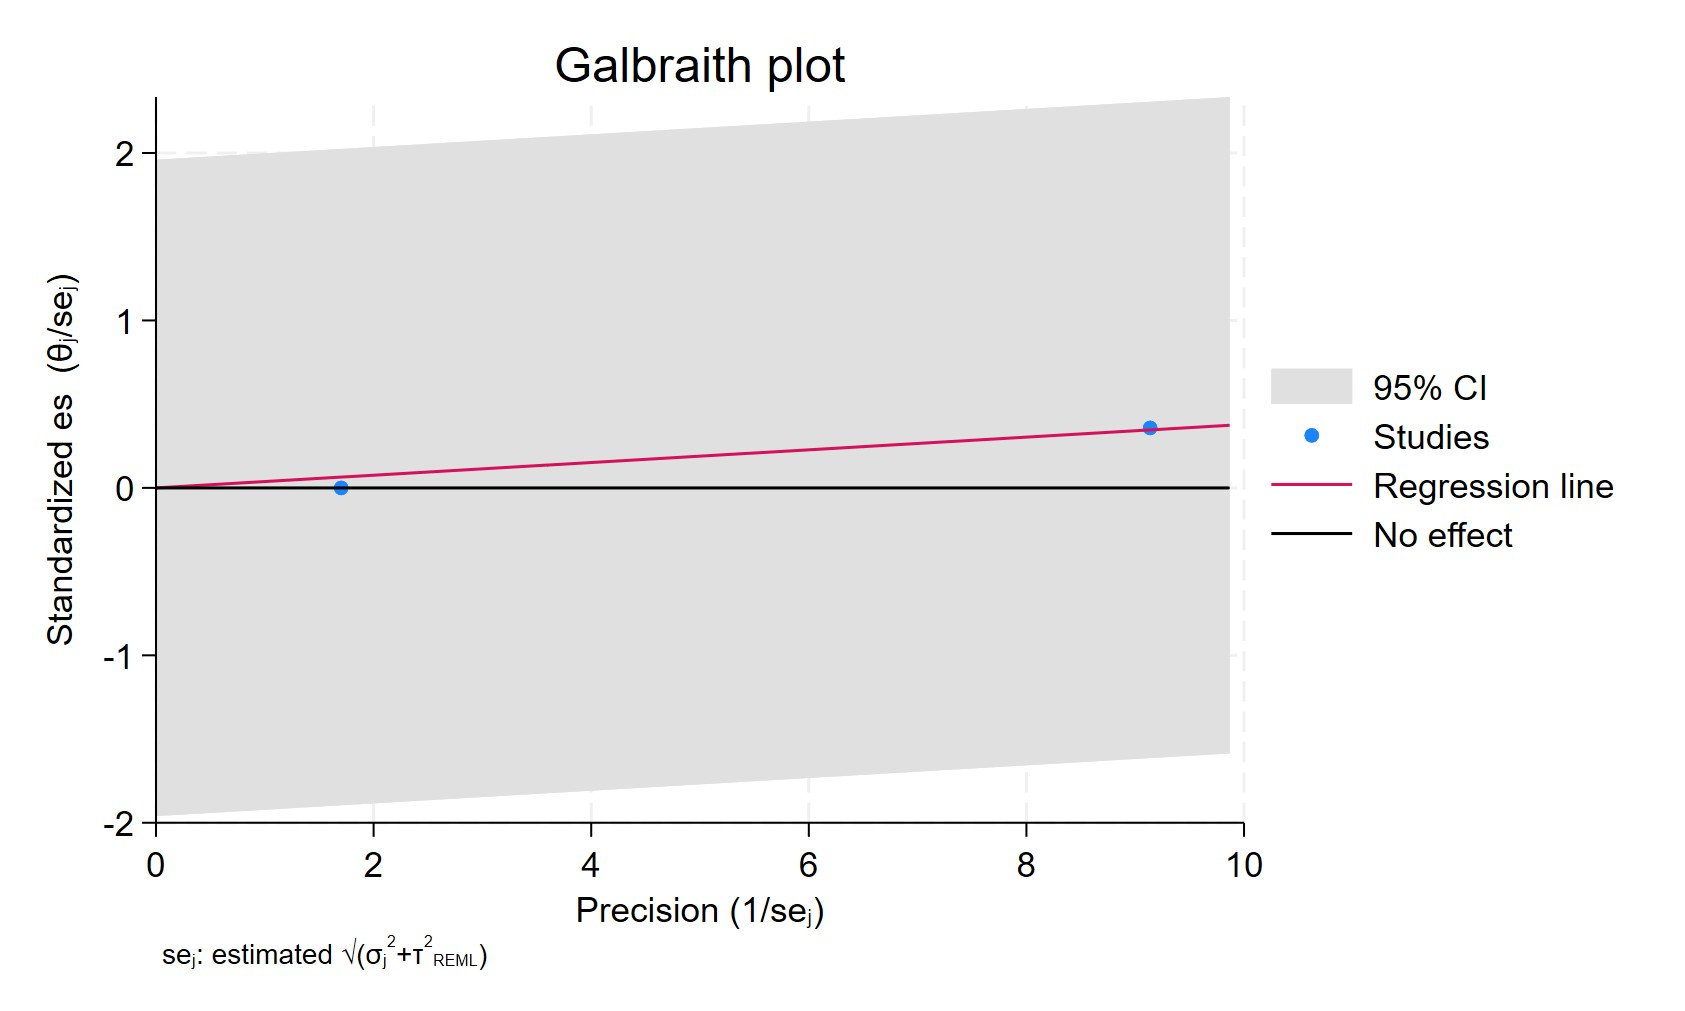 Galbraith plot
Standardized es (θⱼ/seⱼ)
2
1
0
-1
-2
0 2 4 6 8 10
Precision (1/seⱼ)
95% CI
Studies
Regression line
No effect
seⱼ: estimated √(σⱼ²+τ²REML)